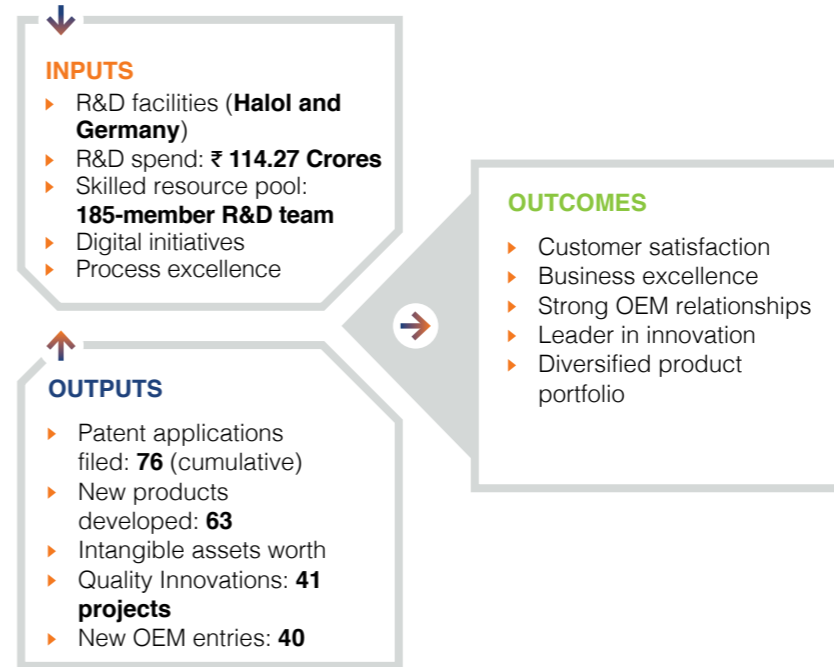 INPUTS
R&D facilities (Halol and
Germany)
R&D spend: ₹ 114.27 Crores
Skilled resource pool:
185-member R&D team
Digital initiatives
Process excellence
OUTPUTS
Patent applications
filed: 76 (cumulative)
New products
developed: 63
Intangible assets worth
Quality Innovations: 41
projects
New OEM entries: 40
OUTCOMES
Customer satisfaction
Business excellence
Strong OEM relationships
Leader in innovation
Diversified product
portfolio